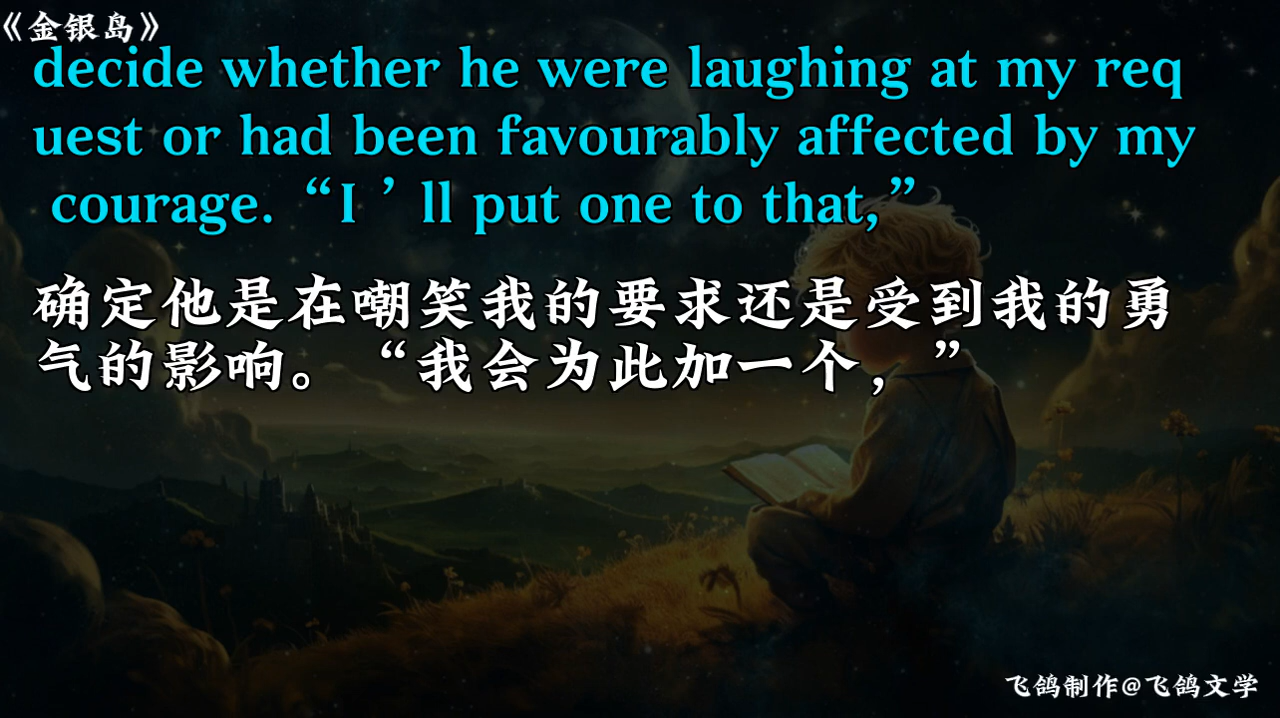 《金银岛》
decide whether he were laughing at my req
uest or had been favourably affected by my
courage. “I ’ ll put one to that,”
确定他是在嘲笑我的要求还是受到我的勇
气的影响。 “我会为此加一个，”
飞鸽制作@飞鸽文学